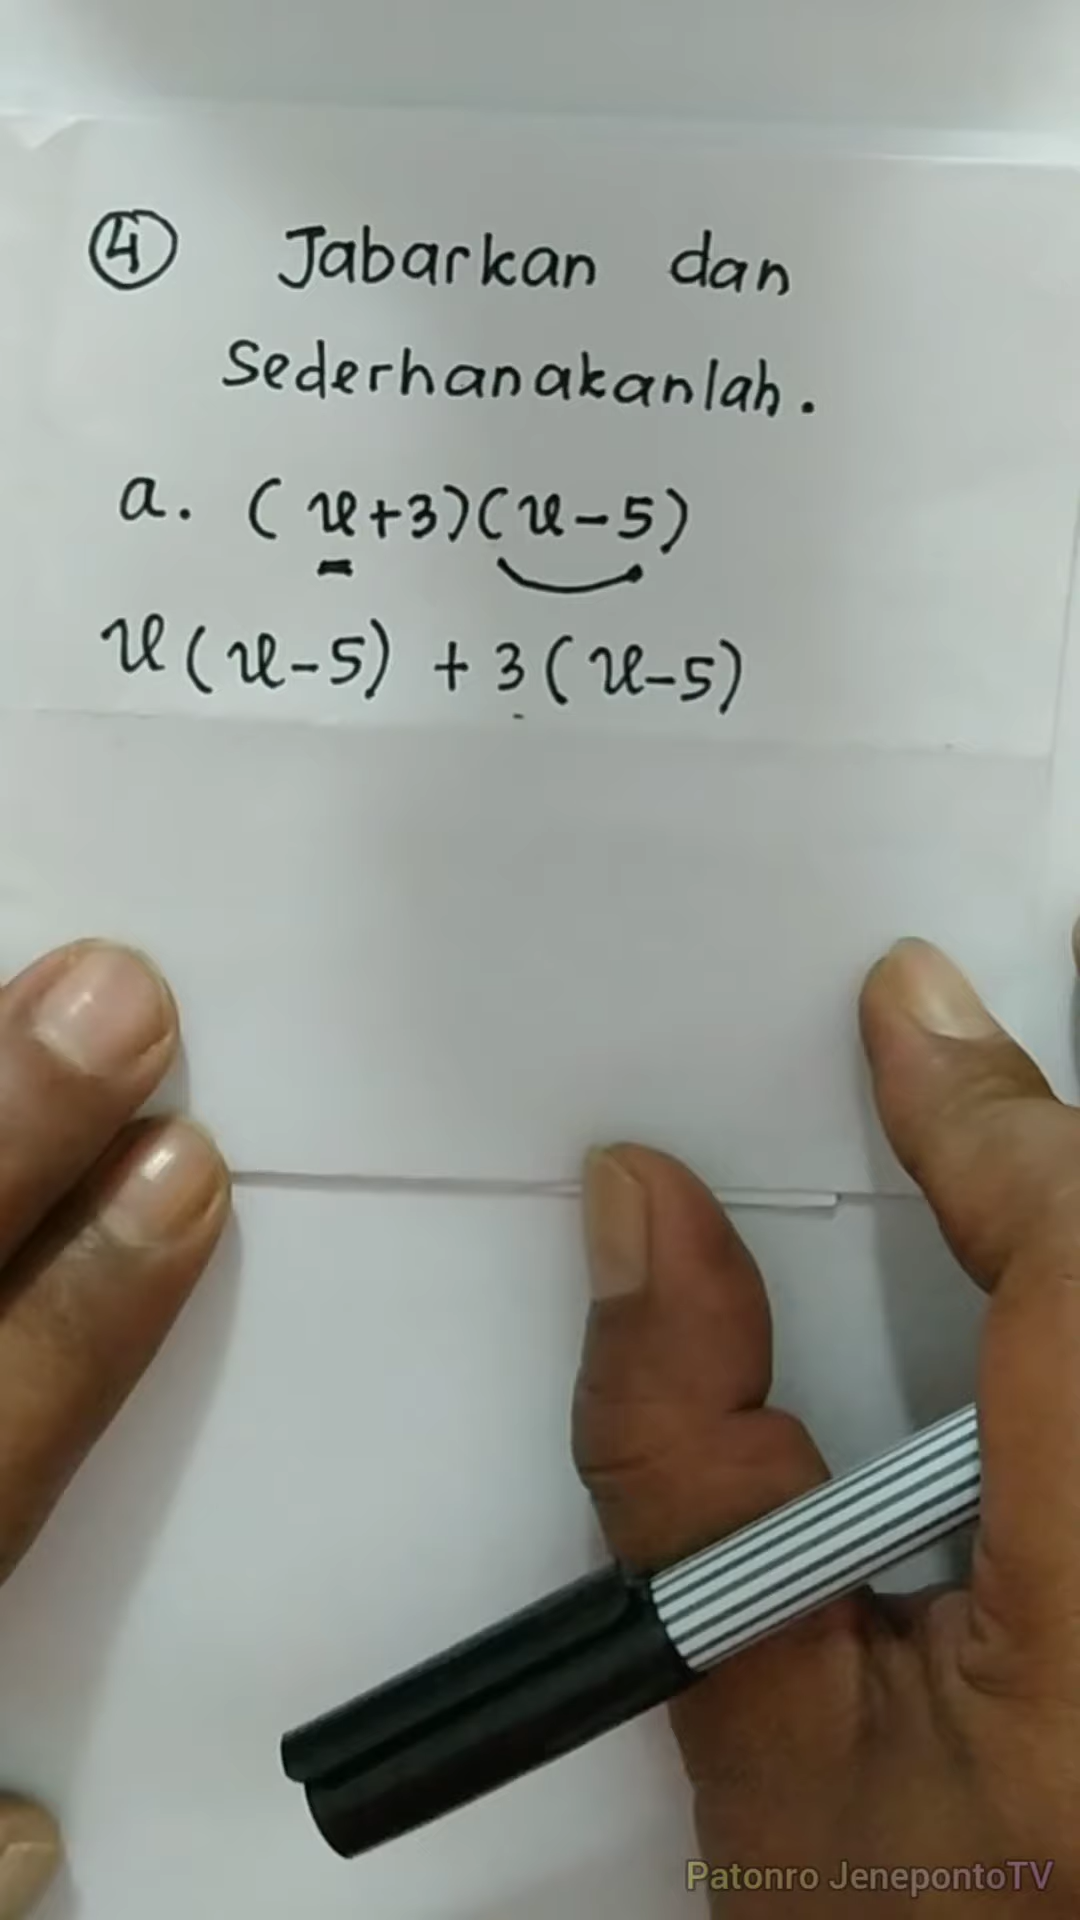 ④ Jabarkan dan
Sederhanakanlah.
a. (x+3)(x-5)
x(x-5) + 3(x-5)
Patonro JenepontoTV